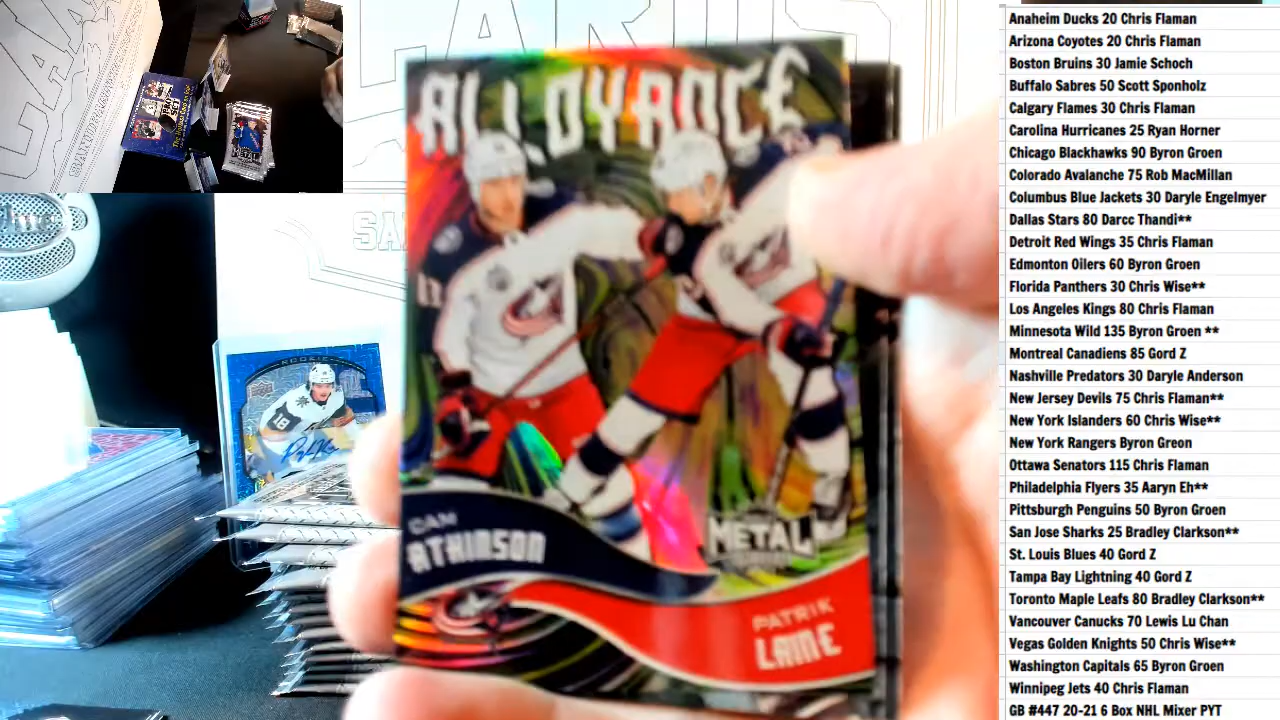 ALLOYANCE
CAM
ATKINSON
METAL
UNIVERSE
PATRIK
LAINE
ROOKIE
METAL
Anaheim Ducks 20 Chris Flaman
Arizona Coyotes 20 Chris Flaman
Boston Bruins 30 Jamie Schoch
Buffalo Sabres 50 Scott Sponholz
Calgary Flames 30 Chris Flaman
Carolina Hurricanes 25 Ryan Horner
Chicago Blackhawks 90 Byron Groen
Colorado Avalanche 75 Rob MacMillan
Columbus Blue Jackets 30 Daryle Engelmyer
Dallas Stars 80 Darcc Thandi**
Detroit Red Wings 35 Chris Flaman
Edmonton Oilers 60 Byron Groen
Florida Panthers 30 Chris Wise**
Los Angeles Kings 80 Chris Flaman
Minnesota Wild 135 Byron Groen **
Montreal Canadiens 85 Gord Z
Nashville Predators 30 Daryle Anderson
New Jersey Devils 75 Chris Flaman**
New York Islanders 60 Chris Wise**
New York Rangers Byron Greon
Ottawa Senators 115 Chris Flaman
Philadelphia Flyers 35 Aaryn Eh**
Pittsburgh Penguins 50 Byron Groen
San Jose Sharks 25 Bradley Clarkson**
St. Louis Blues 40 Gord Z
Tampa Bay Lightning 40 Gord Z
Toronto Maple Leafs 80 Bradley Clarkson**
Vancouver Canucks 70 Lewis Lu Chan
Vegas Golden Knights 50 Chris Wise**
Washington Capitals 65 Byron Groen
Winnipeg Jets 40 Chris Flaman
GB #447 20-21 6 Box NHL Mixer PYT